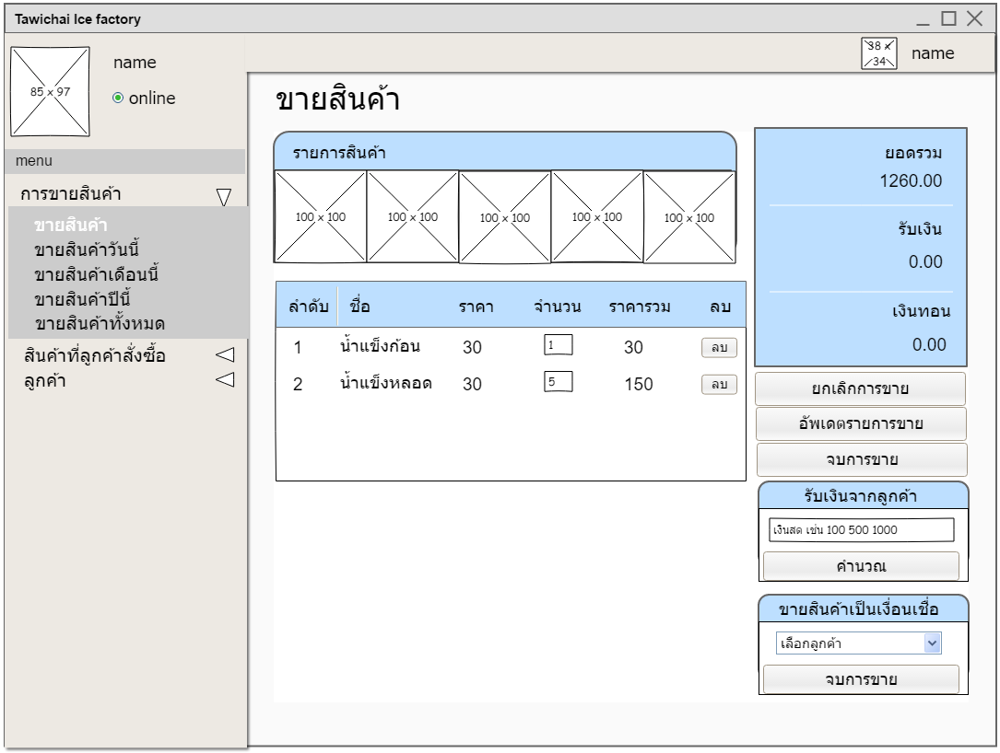 Tawichai Ice factory
name
85 x 97
online
38 x 34
name
menu
การขายสินค้า
ขายสินค้า
ขายสินค้าวันนี้
ขายสินค้าเดือนนี้
ขายสินค้าปีนี้
ขายสินค้าทั้งหมด
สินค้าที่ลูกค้าสั่งซื้อ
ลูกค้า
ขายสินค้า
รายการสินค้า
100 x 100 100 x 100 100 x 100 100 x 100 100 x 100
ลำดับ ชื่อ ราคา จำนวน ราคารวม ลบ
1 น้ำแข็งก้อน 30 1 30 ลบ
2 น้ำแข็งหลอด 30 5 150 ลบ
ยอดรวม
1260.00
รับเงิน
0.00
เงินทอน
0.00
ยกเลิกการขาย
อัพเดตรายการขาย
จบการขาย
รับเงินจากลูกค้า
เงินสด เช่น 100 500 1000
คำนวณ
ขายสินค้าเป็นเงื่อนเชื่อ
เลือกลูกค้า
จบการขาย